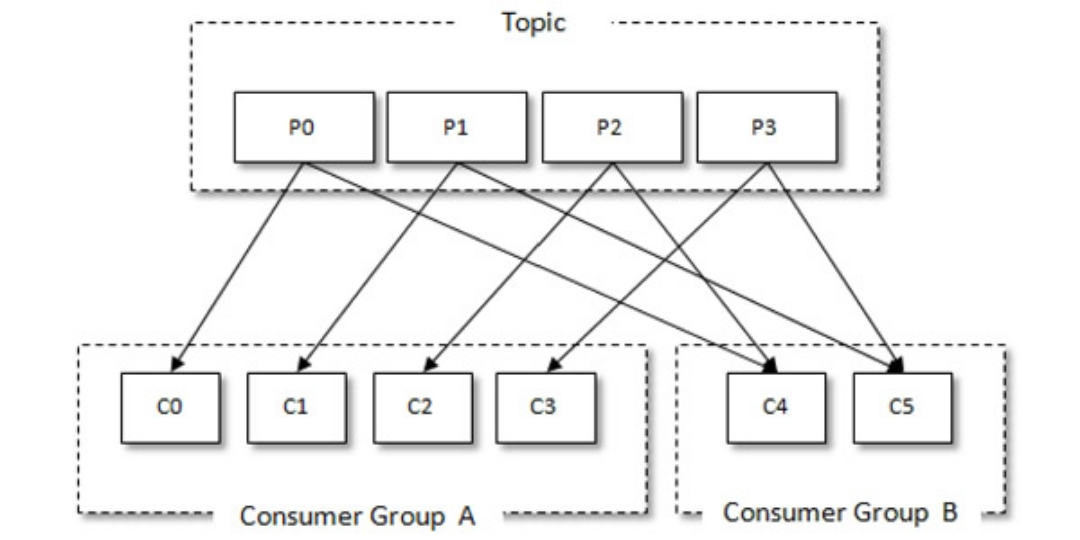 Topic
P0
P1
P2
P3
C0
C1
C2
C3
C4
C5
Consumer Group A
Consumer Group B